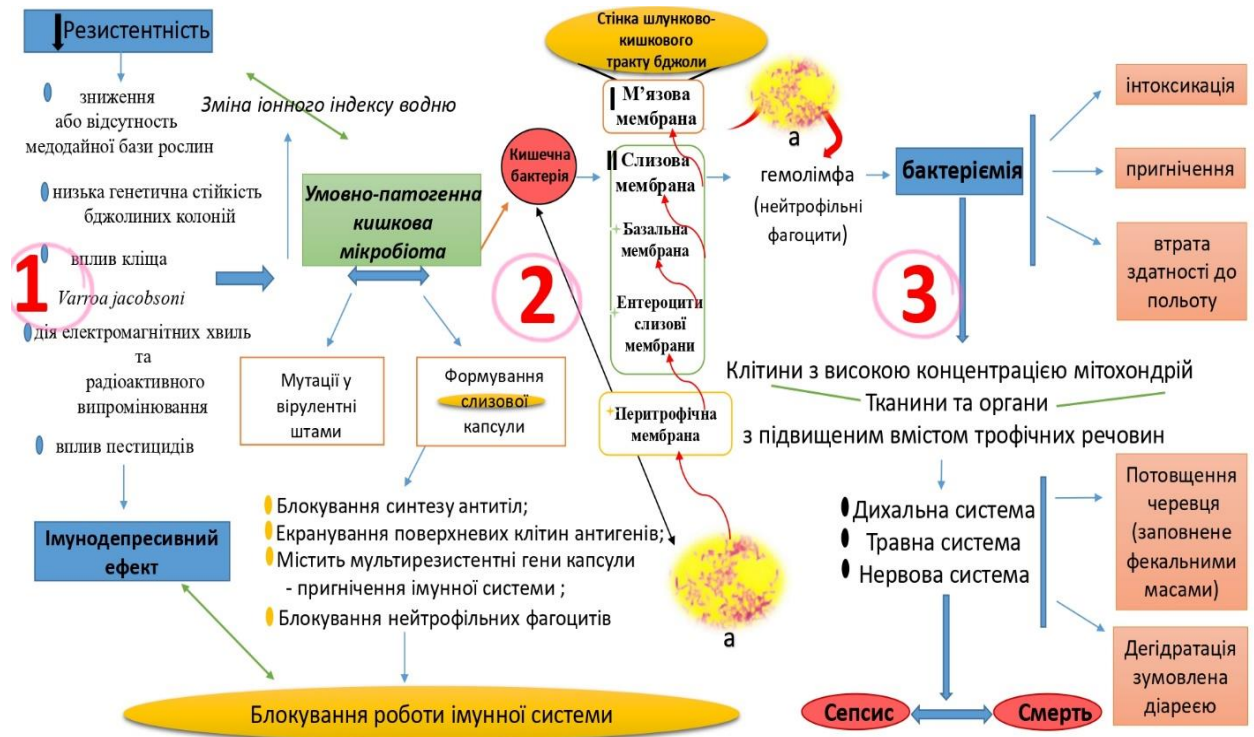 Резистентність
зниження
або відсутность
медодайної бази рослин
низька генетична стійкість
бджолиних колоній
вплив кліща
Varroa jacobsoni
дія електромагнітних хвиль
та
радіоактивного
випромінювання
вплив пестицидів
Імунодепресивний
ефект
1
Зміна іонного індексу водню
Умовно-патогенна
кишкова
мікробіота
Мутації у
вірулентні
штами
Формування
слизової
капсули
Блокування синтезу антитіл;
Екранування поверхневих клітин антигенів;
Містить мультирезистентні гени капсули
- пригнічення імунної системи ;
Блокування нейтрофільних фагоцитів
Блокування роботи імунної системи
2
Кишечна
бактерія
Стінка шлунково-
кишкового
тракту бджоли
I М’язова
мембрана
II Слизова
мембрана
+Базальна
мембрана
+Ентероцити
слизові
мембрани
+Перитрофічна
мембрана
а
а
гемолімфа
(нейтрофільні
фагоцити)
3
бактеріємія
інтоксикація
пригнічення
втрата
здатності до
польоту
Клітини з високою концентрацією мітохондрій
Тканини та органи
з підвищеним вмістом трофічних речовин
Дихальна система
Травна система
Нервова система
Потовщення
черевця
(заповнене
фекальними
масами)
Дегідратація
зумовлена
діареєю
Сепсис
Смерть